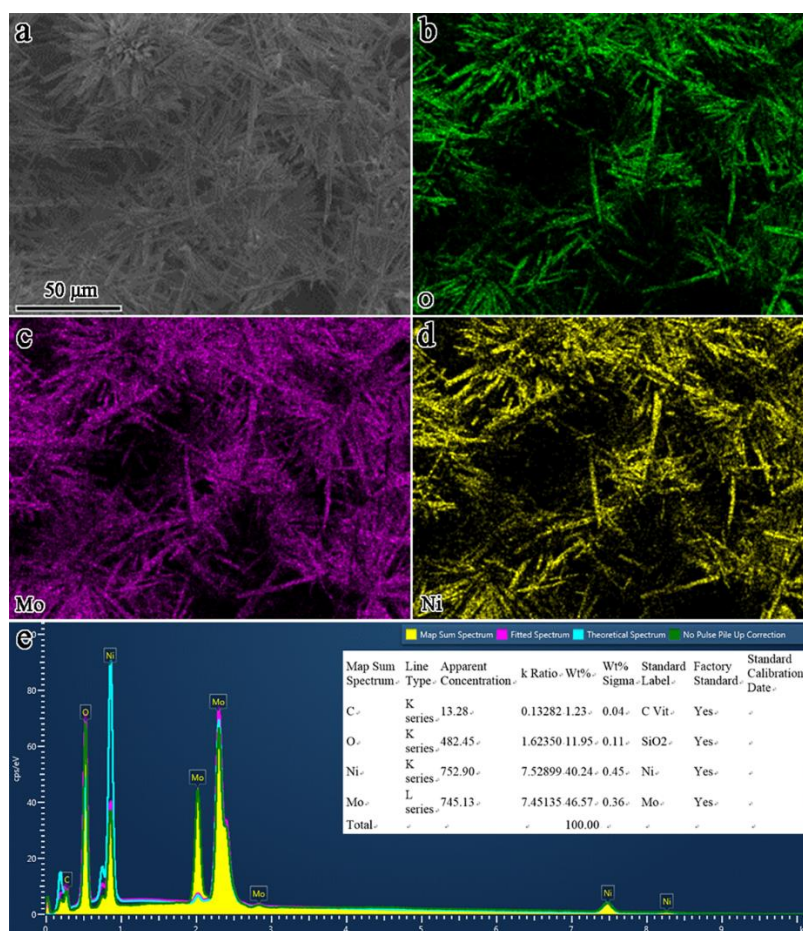 a
b
50 μm
O
c
d
Mo
Ni
e
Map Sum Spectrum Fitted Spectrum Theoretical Spectrum No Pulse Pile Up Correction
80
60
40
20
0
cps/eV
C
O
Ni
Mo
Mo
Mo
Ni
Ni
0 1 2 3 4 5 6 7 8 9
Map Sum Spectrum Line Type Apparent Concentration k Ratio Wt% Wt% Sigma Standard Label Factory Standard Standard Calibration Date
C K series 13.28 0.13282 1.23 0.04 C Vit Yes
O K series 482.45 1.62350 11.95 0.11 SiO2 Yes
Ni K series 752.90 7.52899 40.24 0.45 Ni Yes
Mo L series 745.13 7.45135 46.57 0.36 Mo Yes
Total 100.00